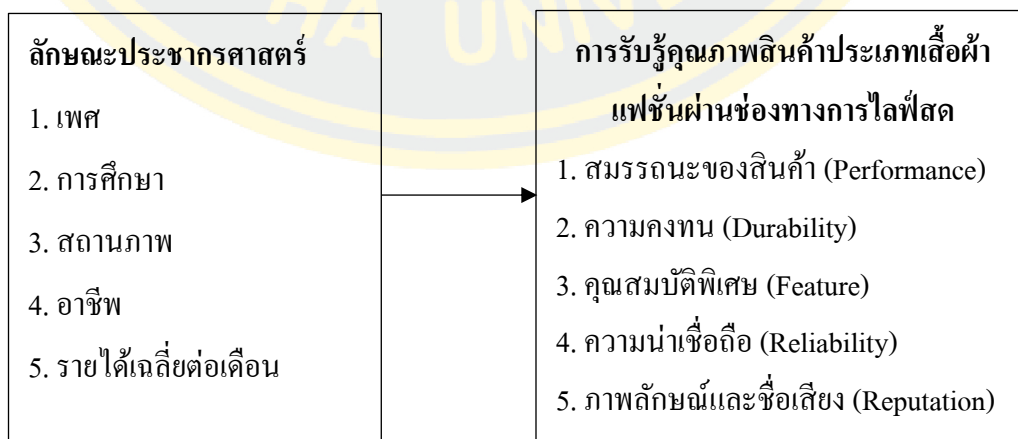 HA UNIV
ลักษณะประชากรศาสตร์
1. เพศ
2. การศึกษา
3. สถานภาพ
4. อาชีพ
5. รายได้เฉลี่ยต่อเดือน
การรับรู้คุณภาพสินค้าประเภทเสื้อผ้า
แฟชั่นผ่านช่องทางการไลฟ์สด
1. สมรรถนะของสินค้า (Performance)
2. ความคงทน (Durability)
3. คุณสมบัติพิเศษ (Feature)
4. ความน่าเชื่อถือ (Reliability)
5. ภาพลักษณ์และชื่อเสียง (Reputation)